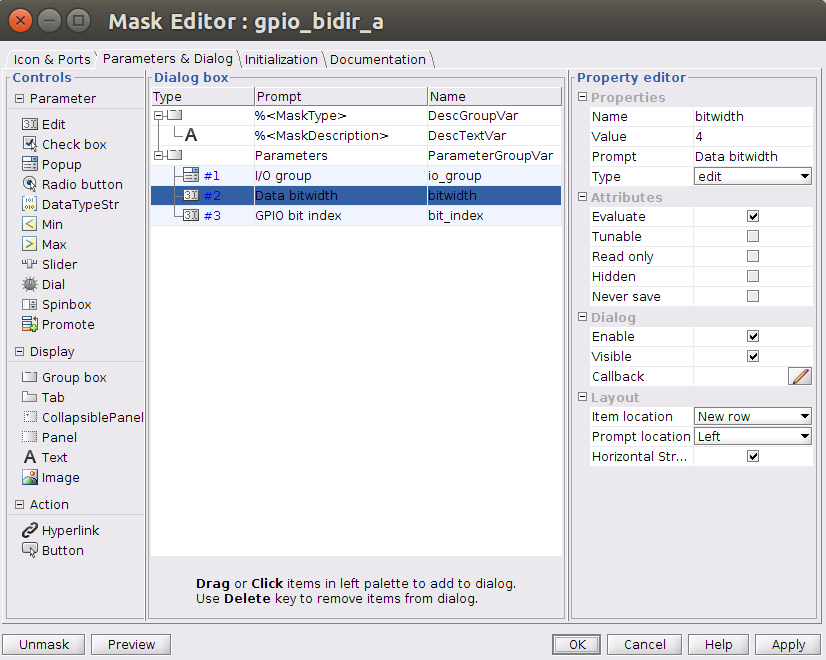 Mask Editor : gpio_bidir_a
Icon & Ports
Parameters & Dialog
Initialization
Documentation
Controls
Parameter
Edit
Check box
Popup
Radio button
DataTypeStr
Min
Max
Slider
Dial
Spinbox
Promote
Display
Group box
Tab
CollapsiblePanel
Panel
A Text
Image
Action
Hyperlink
Button
Dialog box
Type Prompt Name
%<MaskType> DescGroupVar
A %<MaskDescription> DescTextVar
Parameters ParameterGroupVar
#1 I/O group io_group
#2 Data bitwidth bitwidth
#3 GPIO bit index bit_index
Drag or Click items in left palette to add to dialog.
Use Delete key to remove items from dialog.
Property editor
Properties
Name bitwidth
Value 4
Prompt Data bitwidth
Type edit
Attributes
Evaluate
Tunable
Read only
Hidden
Never save
Dialog
Enable
Visible
Callback
Layout
Item location New row
Prompt location Left
Horizontal Str...
Unmask
Preview
OK
Cancel
Help
Apply